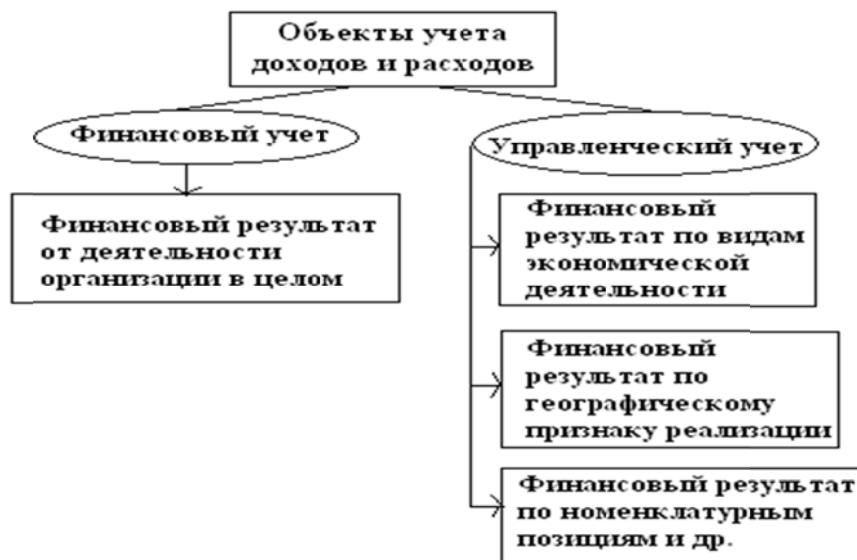 Объекты учета
доходов и расходов
Финансовый учет
Управленческий учет
Финансовый результат
от деятельности
организации в целом
Финансовый
результат по видам
экономической
деятельности
Финансовый
результат по
географическому
признаку реализации
Финансовый результат
по номенклатурным
позициям и др.